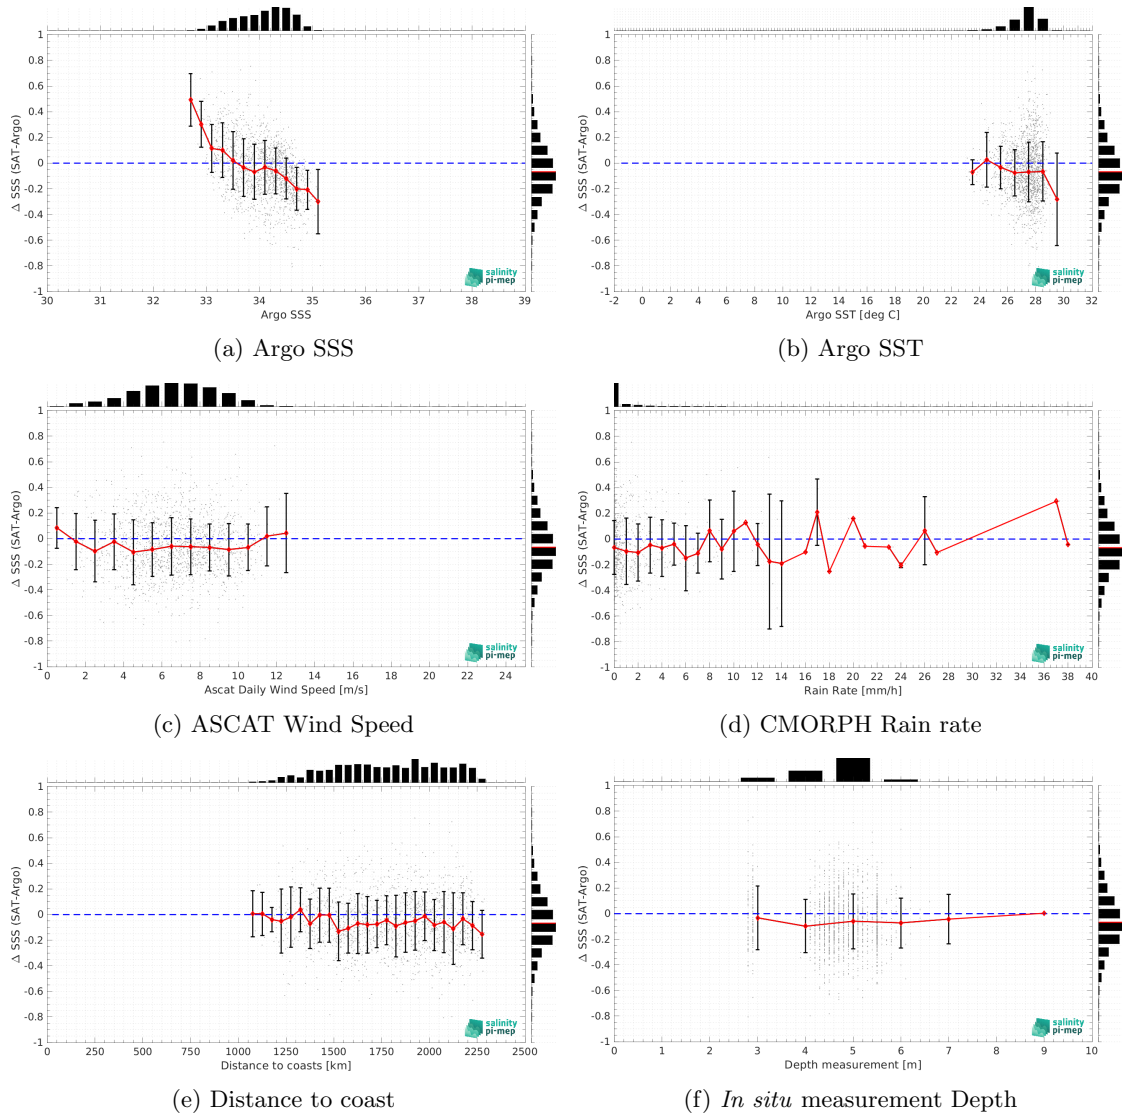 1
0.8
0.6
0.4
0.2
0
-0.2
-0.4
-0.6
-0.8
-1
Δ SSS (SAT-Argo)
30 31 32 33 34 35 36 37 38 39
Argo SSS
salinity
pi-mep
(a) Argo SSS
1
0.8
0.6
0.4
0.2
0
-0.2
-0.4
-0.6
-0.8
-1
Δ SSS (SAT-Argo)
-2 0 2 4 6 8 10 12 14 16 18 20 22 24 26 28 30 32
Argo SST [deg C]
salinity
pi-mep
(b) Argo SST
1
0.8
0.6
0.4
0.2
0
-0.2
-0.4
-0.6
-0.8
-1
Δ SSS (SAT-Argo)
0 2 4 6 8 10 12 14 16 18 20 22 24
Ascat Daily Wind Speed [m/s]
salinity
pi-mep
(c) ASCAT Wind Speed
1
0.8
0.6
0.4
0.2
0
-0.2
-0.4
-0.6
-0.8
-1
Δ SSS (SAT-Argo)
0 2 4 6 8 10 12 14 16 18 20 22 24 26 28 30 32 34 36 38 40
Rain Rate [mm/h]
salinity
pi-mep
(d) CMORPH Rain rate
1
0.8
0.6
0.4
0.2
0
-0.2
-0.4
-0.6
-0.8
-1
Δ SSS (SAT-Argo)
0 250 500 750 1000 1250 1500 1750 2000 2250 2500
Distance to coasts [km]
salinity
pi-mep
(e) Distance to coast
1
0.8
0.6
0.4
0.2
0
-0.2
-0.4
-0.6
-0.8
-1
Δ SSS (SAT-Argo)
0 1 2 3 4 5 6 7 8 9 10
Depth measurement [m]
salinity
pi-mep
(f) In situ measurement Depth